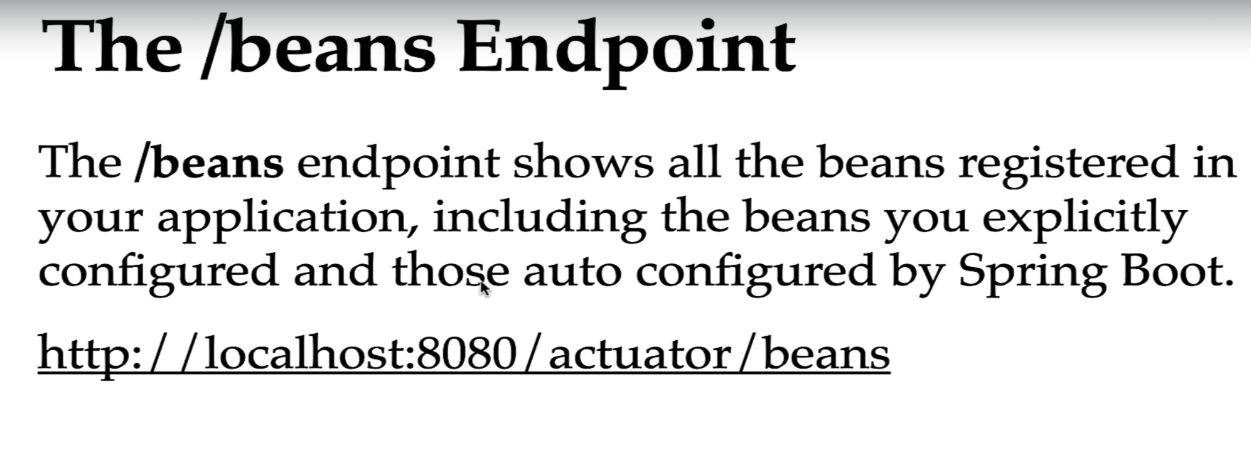 The /beans Endpoint
The /beans endpoint shows all the beans registered in
your application, including the beans you explicitly
configured and those auto configured by Spring Boot.
http://localhost:8080/actuator/beans